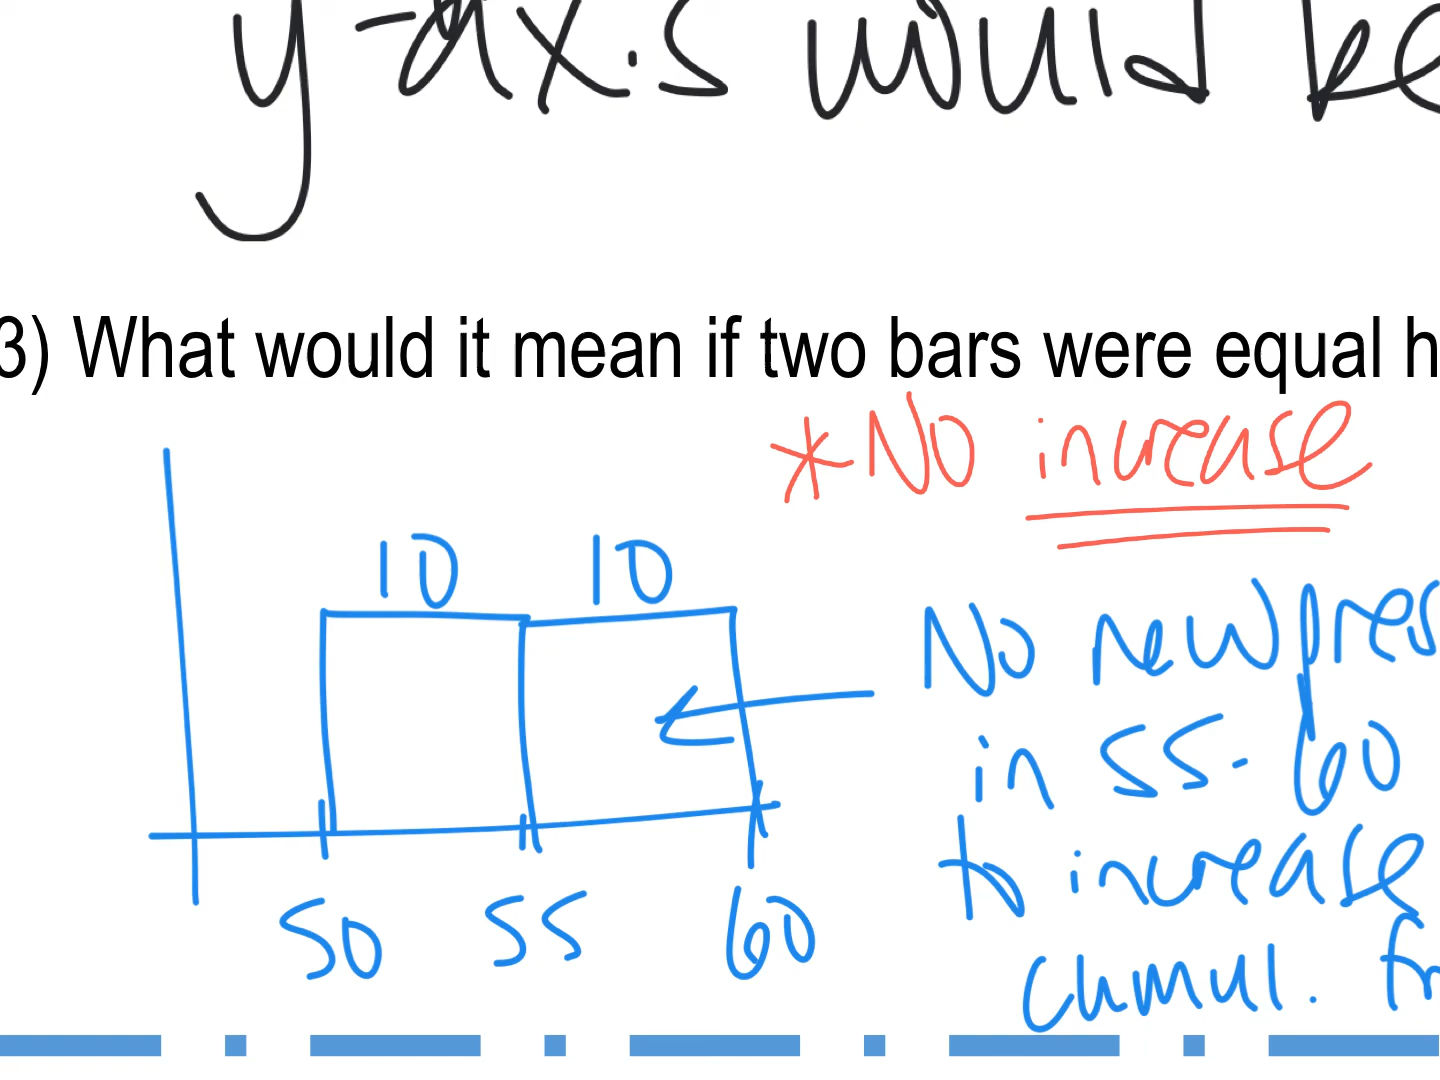 y-axis would be
3) What would it mean if two bars were equal h
*No increase
10 10
No new pres
in 55-60
to increase
50 55 60
cumul. fr